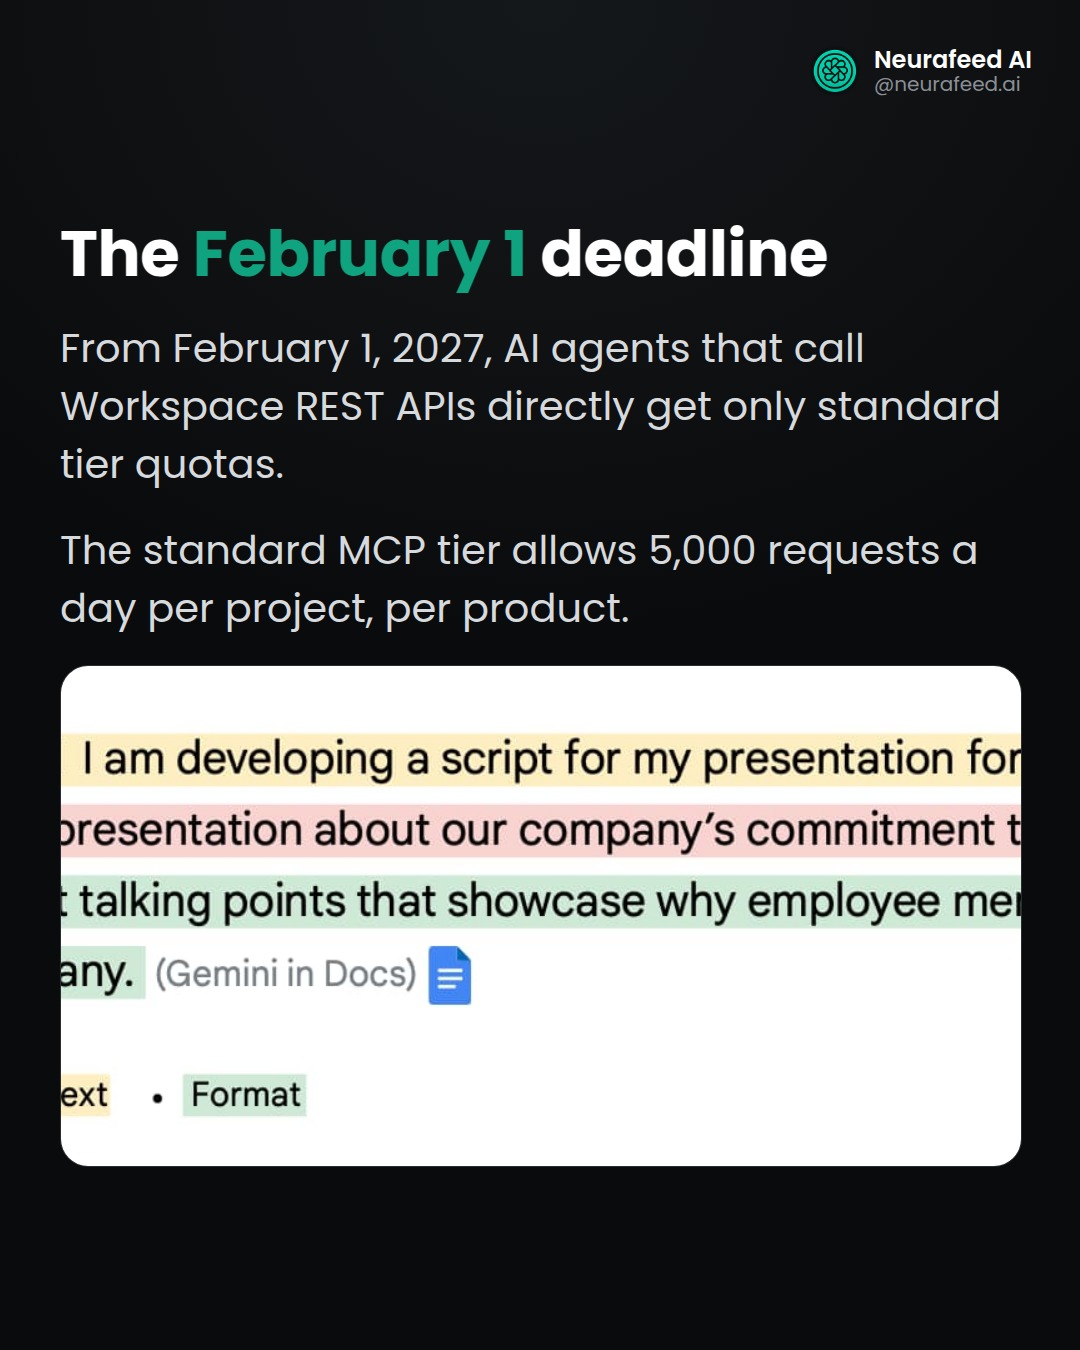 Neurafeed AI
@neurafeed.ai
The February 1 deadline
From February 1, 2027, AI agents that call
Workspace REST APIs directly get only standard
tier quotas.
The standard MCP tier allows 5,000 requests a
day per project, per product.
I am developing a script for my presentation for
presentation about our company’s commitment t
t talking points that showcase why employee mer
any. (Gemini in Docs)
ext • Format